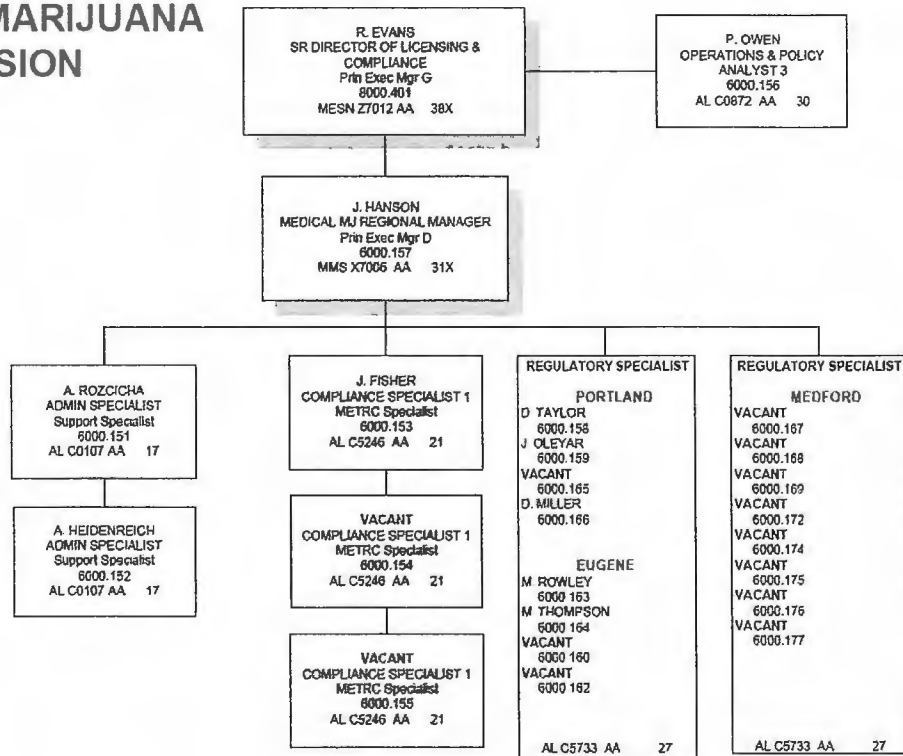 MARIJUANA
SION
R. EVANS
SR DIRECTOR OF LICENSING &
COMPLIANCE
Prin Exec Mgr G
8000.401
MESN Z7012 AA 38X
P. OWEN
OPERATIONS & POLICY
ANALYST 3
6000.156
AL C0872 AA 30
J. HANSON
MEDICAL MJ REGIONAL MANAGER
Prin Exec Mgr D
6000.157
MMS X7006 AA 31X
A. ROZCICHA
ADMIN SPECIALIST
Support Specialist
6000.151
AL C0107 AA 17
A. HEIDENREICH
ADMIN SPECIALIST
Support Specialist
6000.152
AL C0107 AA 17
J. FISHER
COMPLIANCE SPECIALIST 1
METRC Specialist
6000.153
AL C5246 AA 21
VACANT
COMPLIANCE SPECIALIST 1
METRC Specialist
6000.154
AL C5246 AA 21
VACANT
COMPLIANCE SPECIALIST 1
METRC Specialist
6000.155
AL C5246 AA 21
REGULATORY SPECIALIST
PORTLAND
D. TAYLOR
6000.158
J OLEYAR
6000.159
VACANT
6000.165
D. MILLER
6000.166
EUGENE
M ROWLEY
6000 163
M THOMPSON
6000 164
VACANT
6000 160
VACANT
6000 162
AL C5733 AA 27
REGULATORY SPECIALIST
MEDFORD
VACANT
6000.167
VACANT
6000.168
VACANT
6000.169
VACANT
6000.172
VACANT
6000.174
VACANT
6000.175
VACANT
6000.176
VACANT
6000.177
AL C5733 AA 27